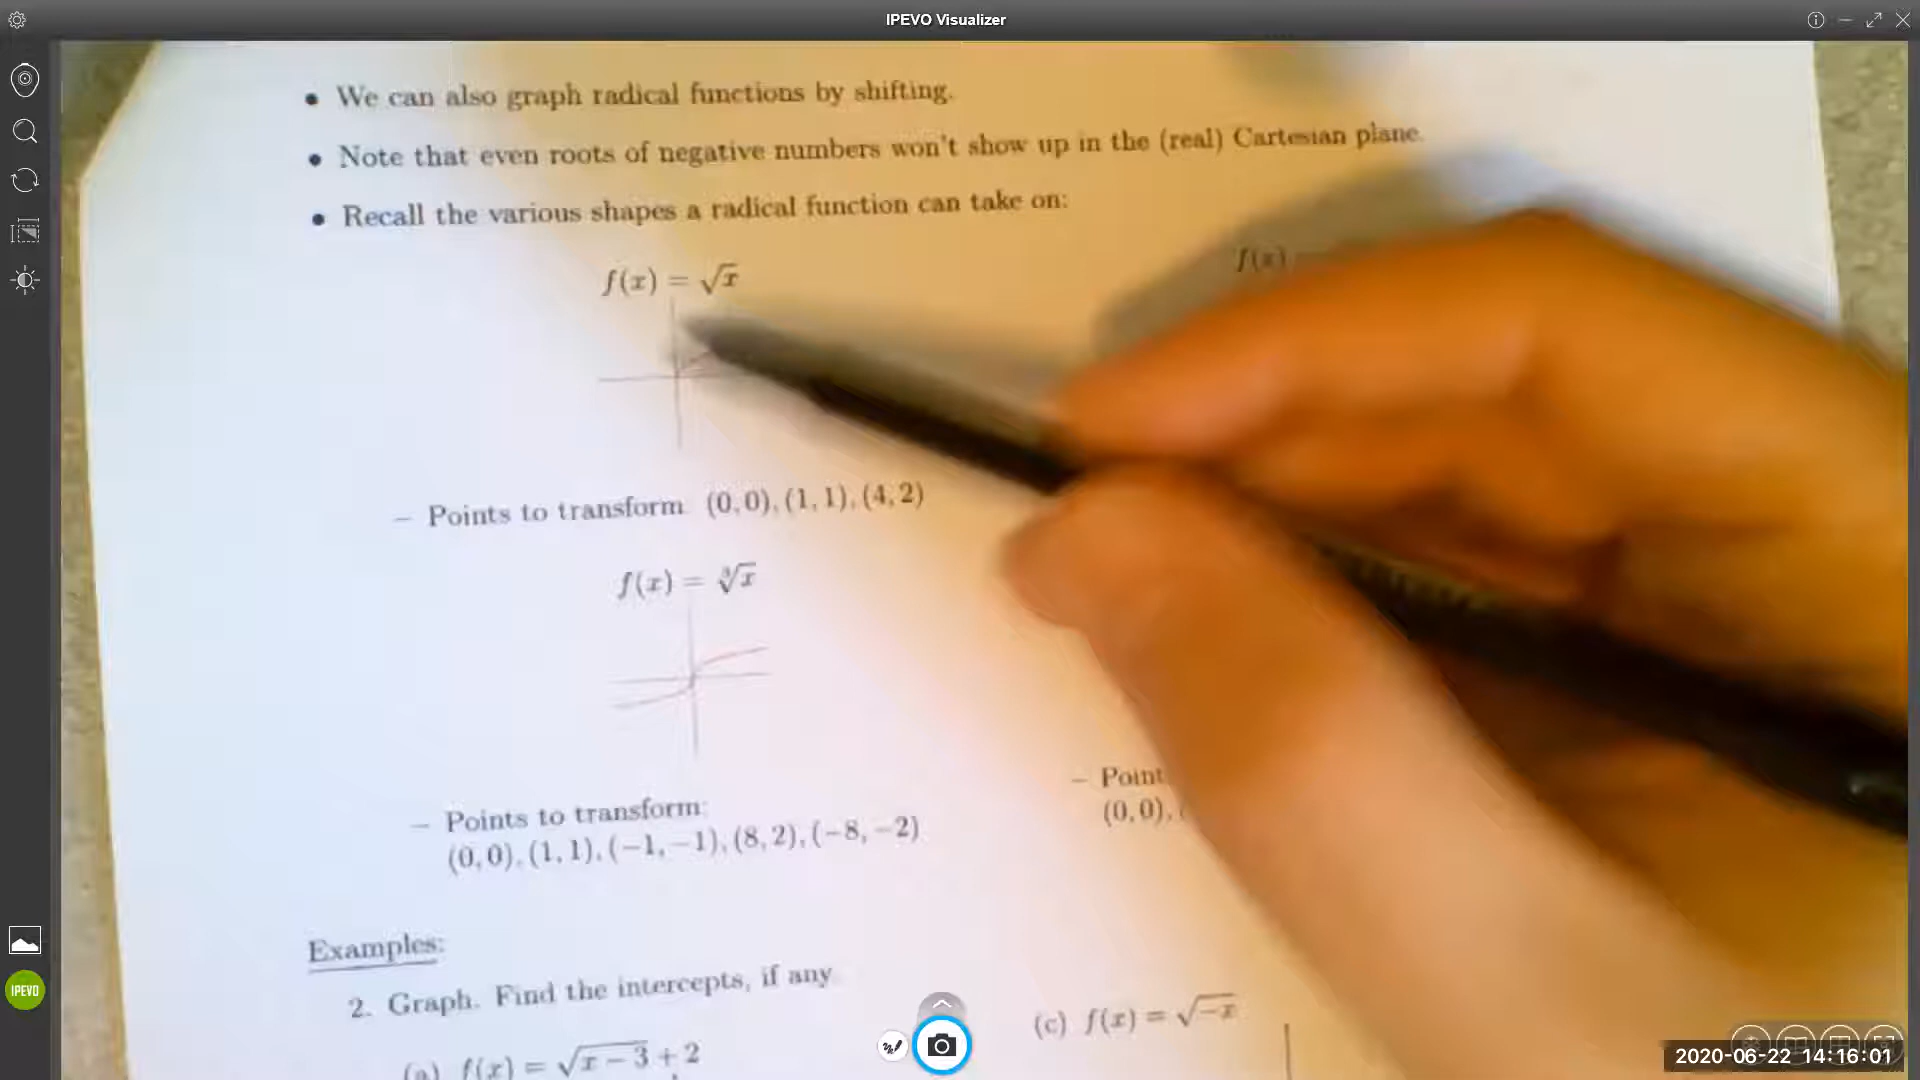 IPEVO Visualizer
• We can also graph radical functions by shifting.
• Note that even roots of negative numbers won't show up in the (real) Cartesian plane.
• Recall the various shapes a radical function can take on:
f(x) = √x
f(x)
– Points to transform (0,0), (1,1), (4,2)
f(x) = ∛x
– Points to transform:
(0,0), (1,1), (−1,−1), (8,2), (−8,−2)
– Point
(0,0), (
Examples:
2. Graph. Find the intercepts, if any
(a) f(x) = √(x − 3) + 2
(c) f(x) = √(−x)
IPEVO
2020-06-22 14:16:01